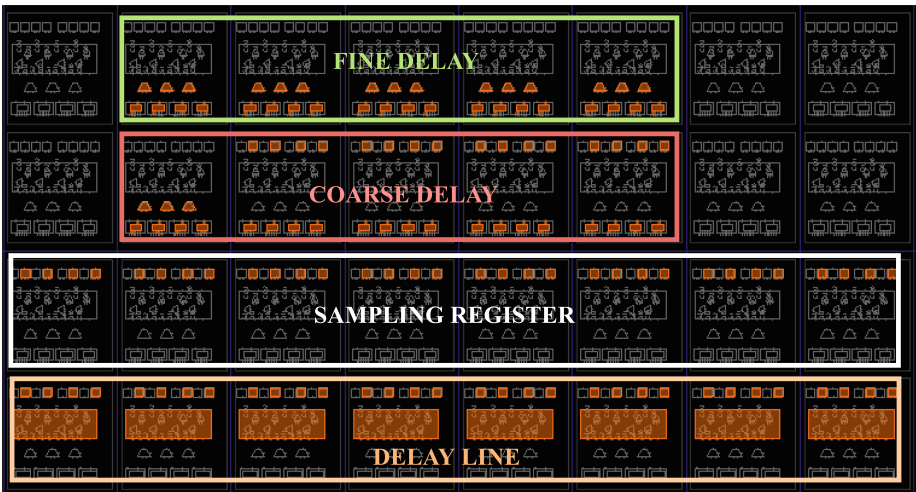 FINE DELAY
COARSE DELAY
SAMPLING REGISTER
DELAY LINE